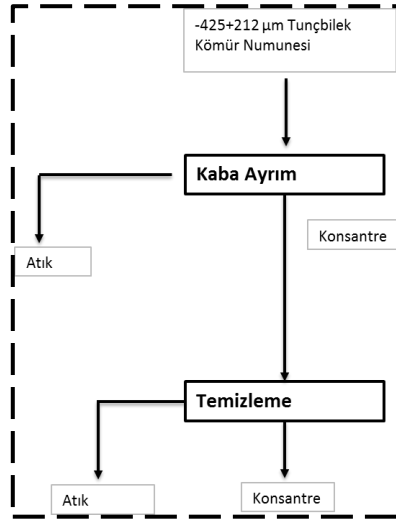 -425+212 µm Tunçbilek
Kömür Numunesi
Kaba Ayrım
Konsantre
Atık
Temizleme
Atık
Konsantre